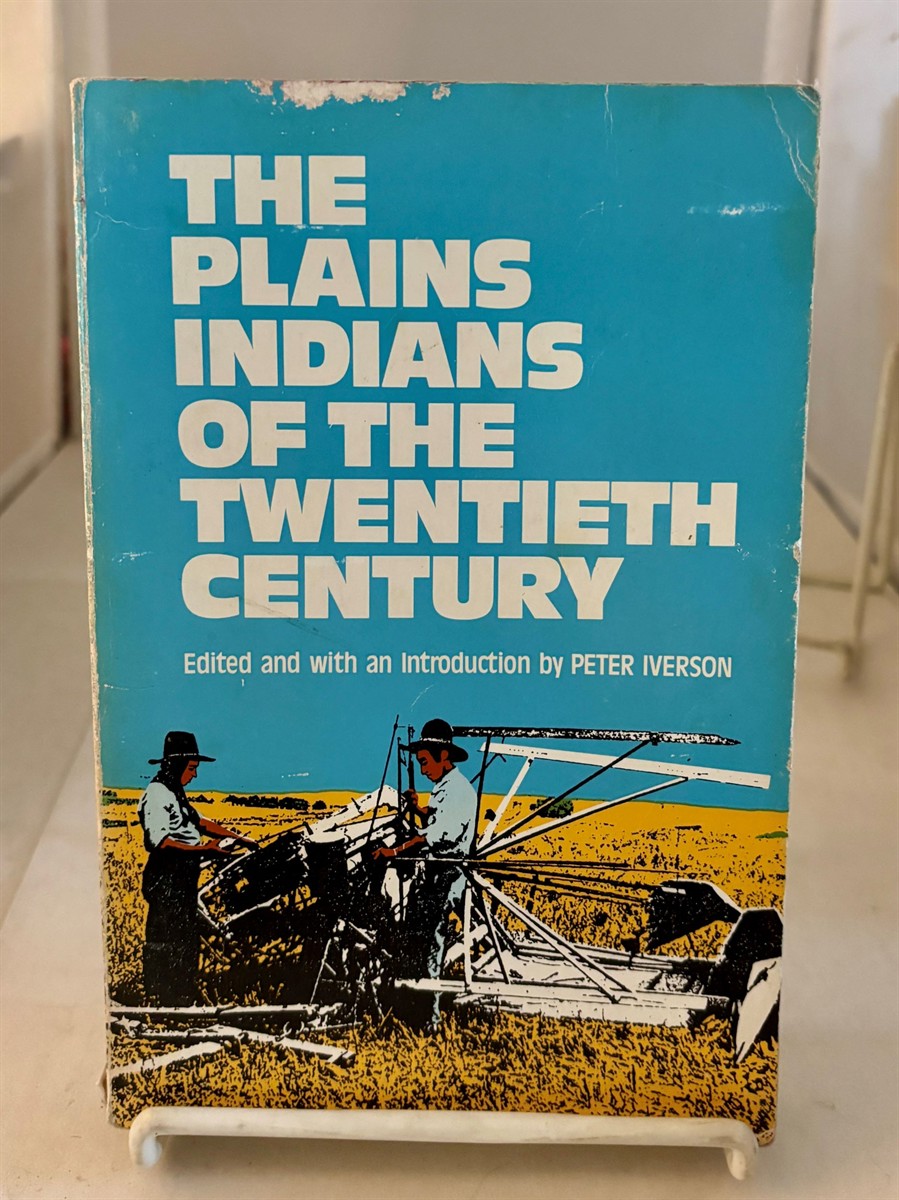 THE
PLAINS
INDIANS
OF THE
TWENTIETH
CENTURY
Edited and with an Introduction by PETER IVERSON